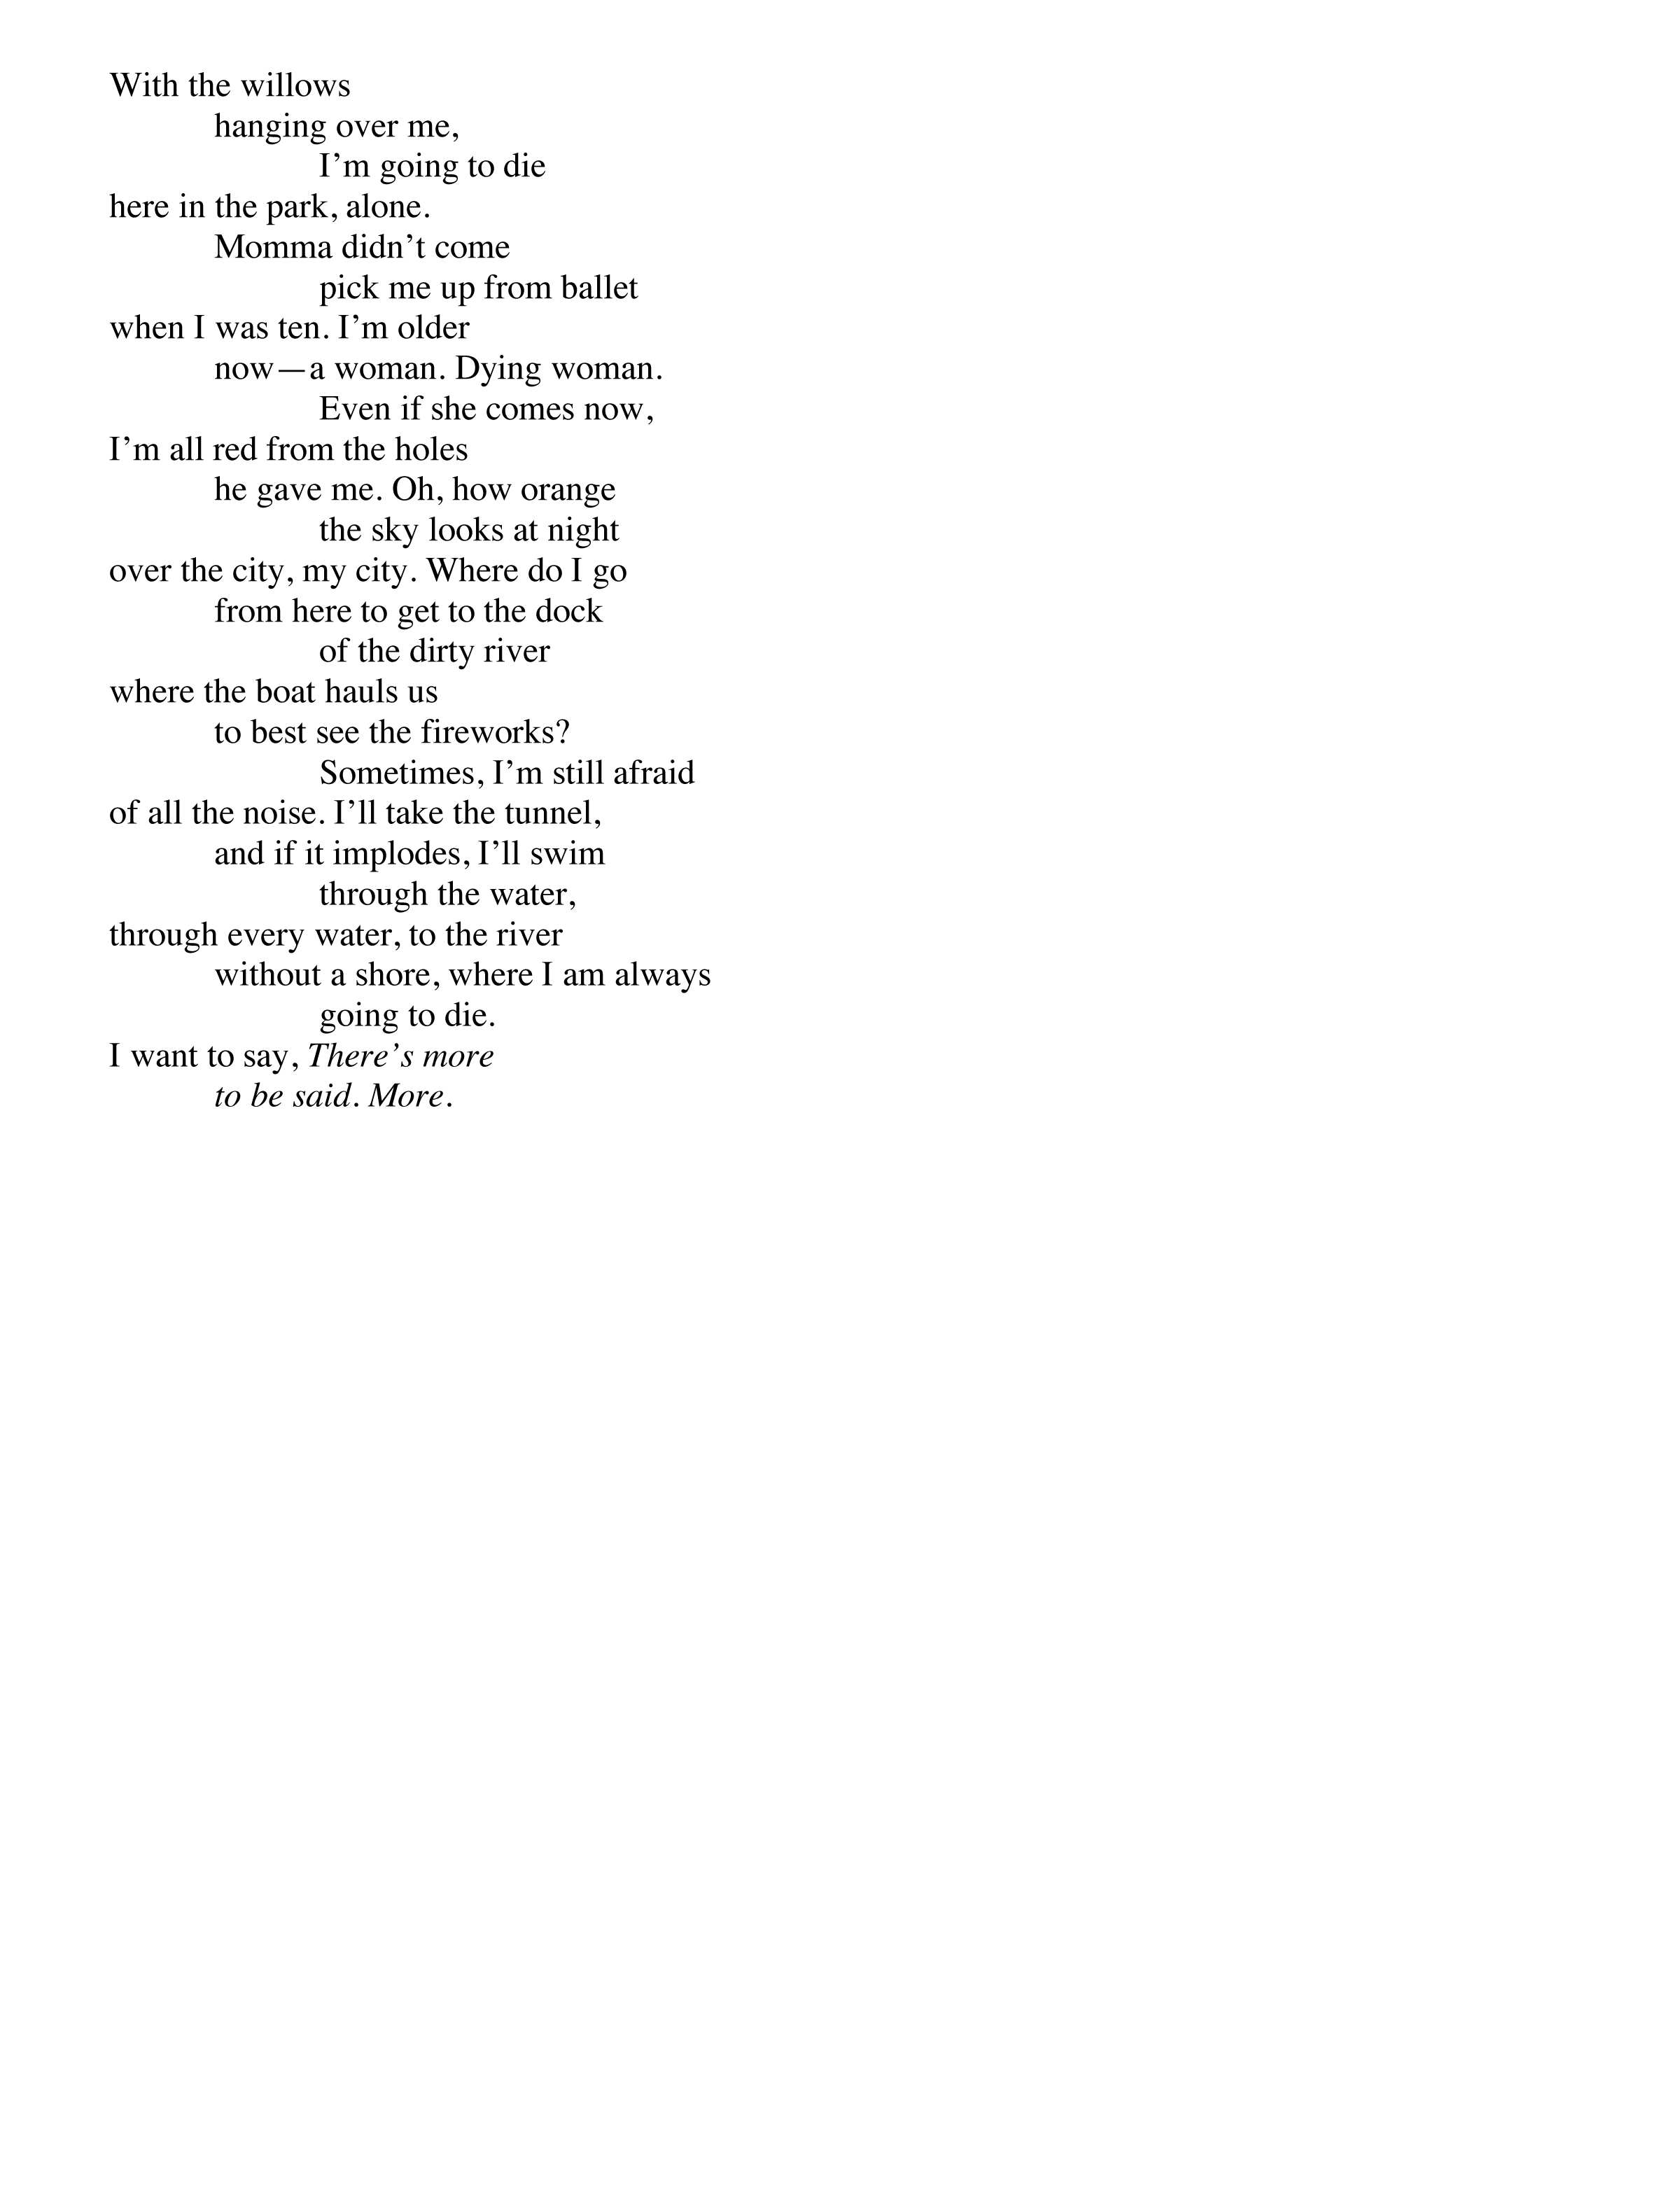 With the willows
hanging over me,
I’m going to die
here in the park, alone.
Momma didn’t come
pick me up from ballet
when I was ten. I’m older
now—a woman. Dying woman.
Even if she comes now,
I’m all red from the holes
he gave me. Oh, how orange
the sky looks at night
over the city, my city. Where do I go
from here to get to the dock
of the dirty river
where the boat hauls us
to best see the fireworks?
Sometimes, I’m still afraid
of all the noise. I’ll take the tunnel,
and if it implodes, I’ll swim
through the water,
through every water, to the river
without a shore, where I am always
going to die.
I want to say, There’s more
to be said. More.